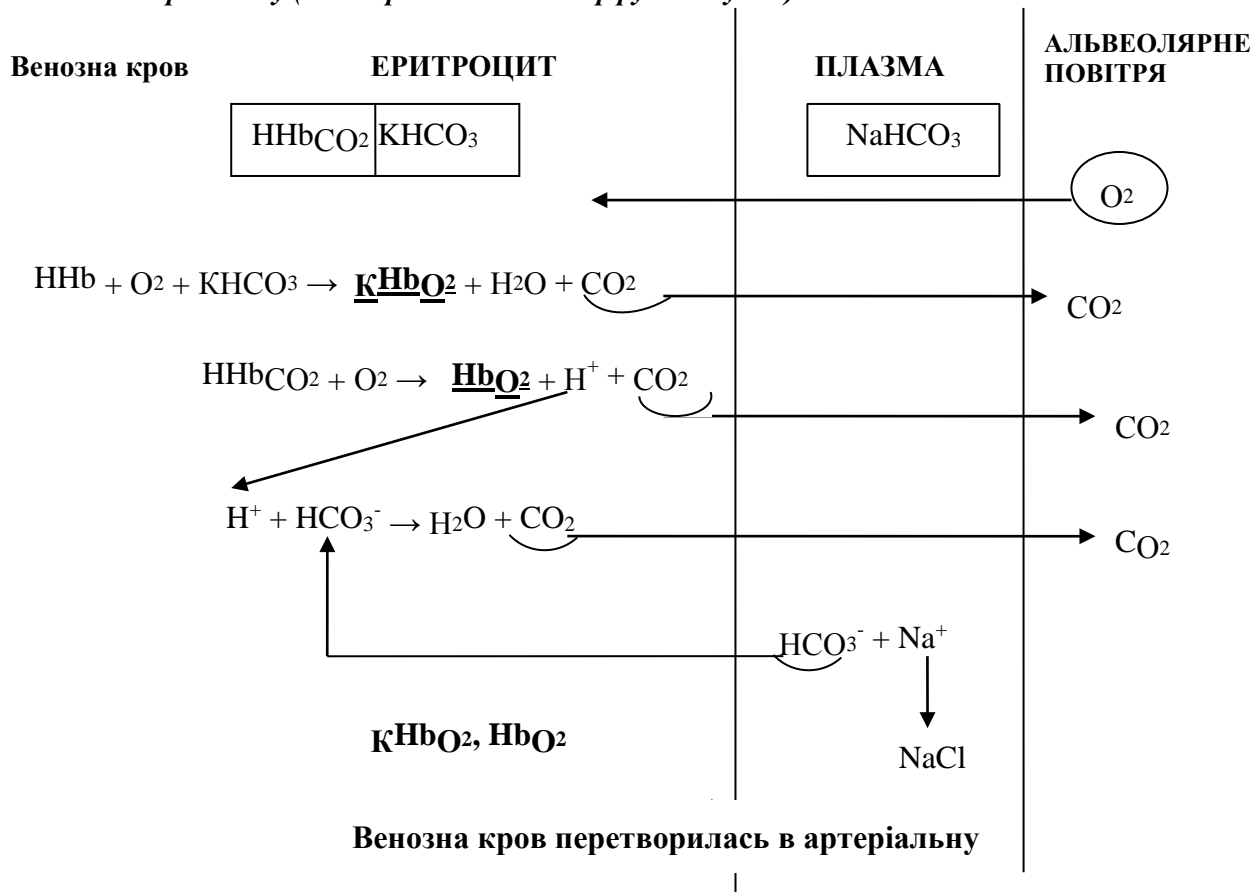 Венозна кров ЕРИТРОЦИТ ПЛАЗМА АЛЬВЕОЛЯРНЕ
ПОВІТРЯ
HHbCO2 KHCO3 NaHCO3
O2
HHb + O2 + KHCO3 → KHbO2 + H2O + CO2 CO2
HHbCO2 + O2 → HbO2 + H+ + CO2 CO2
H+ + HCO3- → H2O + CO2 CO2
HCO3- + Na+
KHbO2, HbO2
NaCl
Венозна кров перетворилась в артеріальну